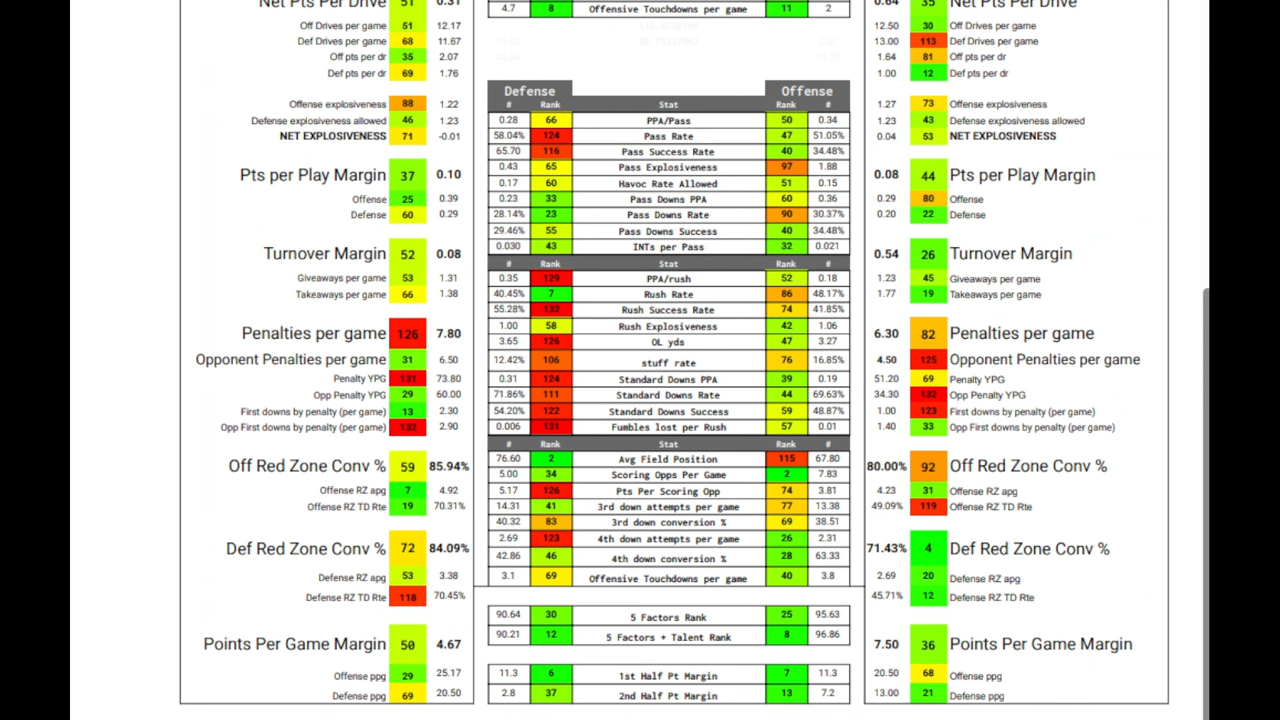 Net Pts Per Drive 51 0.31
Off Drives per game 51 12.17
Def Drives per game 68 11.67
Off pts per dr 35 2.07
Def pts per dr 69 1.76
Offense explosiveness 88 1.22
Defense explosiveness allowed 46 1.23
NET EXPLOSIVENESS 71 -0.01
Pts per Play Margin 37 0.10
Offense 25 0.39
Defense 60 0.29
Turnover Margin 52 0.08
Giveaways per game 53 1.31
Takeaways per game 66 1.38
Penalties per game 126 7.80
Opponent Penalties per game 31 6.50
Penalty YPG 131 73.80
Opp Penalty YPG 29 60.00
First downs by penalty (per game) 13 2.30
Opp First downs by penalty (per game) 132 2.90
Off Red Zone Conv % 59 85.94%
Offense RZ apg 7 4.92
Offense RZ TD Rte 19 70.31%
Def Red Zone Conv % 72 84.09%
Defense RZ apg 53 3.38
Defense RZ TD Rte 118 70.45%
Points Per Game Margin 50 4.67
Offense ppg 29 25.17
Defense ppg 69 20.50
4.7 8 Offensive Touchdowns per game 11 2
Defense Offense
# Rank Stat Rank #
0.28 66 PPA/Pass 50 0.34
58.04% 124 Pass Rate 47 51.05%
65.70 116 Pass Success Rate 40 34.48%
0.43 65 Pass Explosiveness 97 1.88
0.17 60 Havoc Rate Allowed 51 0.15
0.23 33 Pass Downs PPA 60 0.36
28.14% 23 Pass Downs Rate 90 30.37%
29.46% 55 Pass Downs Success 40 34.48%
0.030 43 INTs per Pass 32 0.021
# Rank Stat Rank #
0.35 129 PPA/rush 52 0.18
40.45% 7 Rush Rate 86 48.17%
55.28% 132 Rush Success Rate 74 41.85%
1.00 58 Rush Explosiveness 42 1.06
3.65 126 OL yds 47 3.27
12.42% 106 stuff rate 76 16.85%
0.31 124 Standard Downs PPA 39 0.19
71.86% 111 Standard Downs Rate 44 69.63%
54.20% 122 Standard Downs Success 59 48.87%
0.006 131 Fumbles lost per Rush 57 0.01
# Rank Stat Rank #
76.60 2 Avg Field Position 115 67.80
5.00 34 Scoring Opps Per Game 2 7.83
5.17 126 Pts Per Scoring Opp 74 3.81
14.31 41 3rd down attempts per game 77 13.38
40.32 83 3rd down conversion % 69 38.51
2.69 123 4th down attempts per game 26 2.31
42.86 46 4th down conversion % 28 63.33
3.1 69 Offensive Touchdowns per game 40 3.8
90.64 30 5 Factors Rank 25 95.63
90.21 12 5 Factors + Talent Rank 8 96.86
11.3 6 1st Half Pt Margin 7 11.3
2.8 37 2nd Half Pt Margin 13 7.2
0.64 35 Net Pts Per Drive
12.50 30 Off Drives per game
13.00 113 Def Drives per game
1.64 81 Off pts per dr
1.00 12 Def pts per dr
1.27 73 Offense explosiveness
1.23 43 Defense explosiveness allowed
0.04 53 NET EXPLOSIVENESS
0.08 44 Pts per Play Margin
0.29 80 Offense
0.20 22 Defense
0.54 26 Turnover Margin
1.23 45 Giveaways per game
1.77 19 Takeaways per game
6.30 82 Penalties per game
4.50 125 Opponent Penalties per game
51.20 69 Penalty YPG
34.30 132 Opp Penalty YPG
1.00 123 First downs by penalty (per game)
1.40 33 Opp First downs by penalty (per game)
80.00% 92 Off Red Zone Conv %
4.23 31 Offense RZ apg
49.09% 119 Offense RZ TD Rte
71.43% 4 Def Red Zone Conv %
2.69 20 Defense RZ apg
45.71% 12 Defense RZ TD Rte
7.50 36 Points Per Game Margin
20.50 68 Offense ppg
13.00 21 Defense ppg